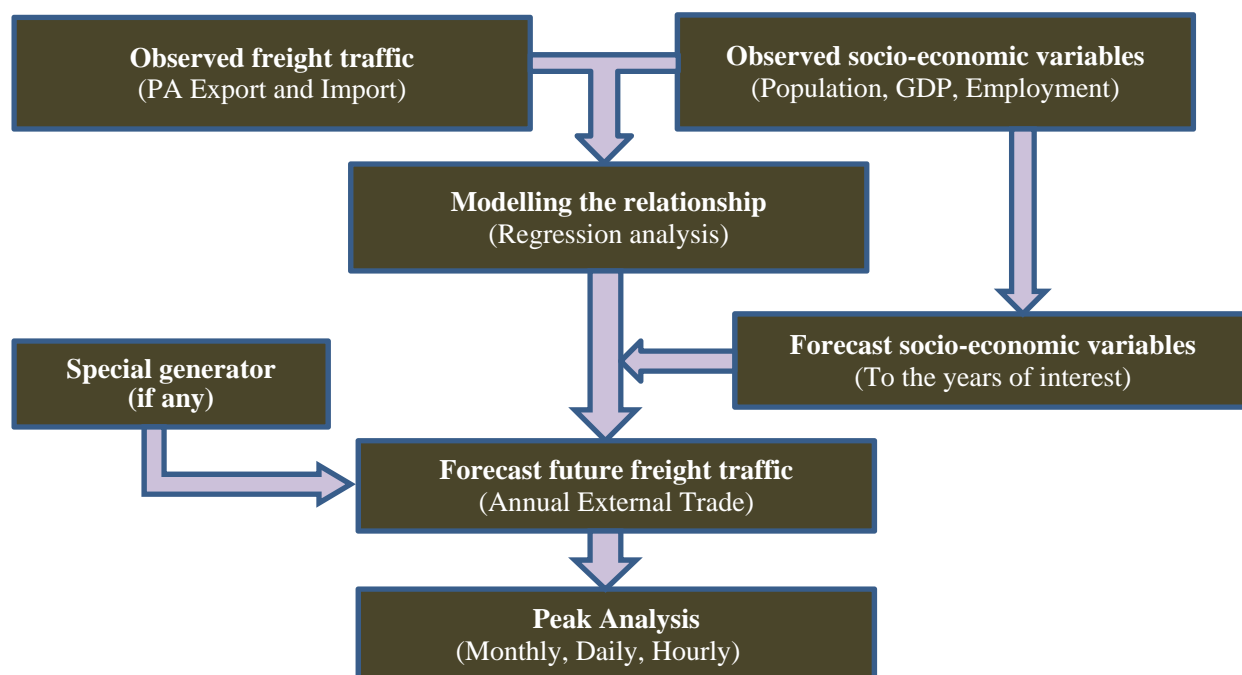 Observed freight traffic
(PA Export and Import)
Observed socio-economic variables
(Population, GDP, Employment)
Modelling the relationship
(Regression analysis)
Forecast socio-economic variables
(To the years of interest)
Special generator
(if any)
Forecast future freight traffic
(Annual External Trade)
Peak Analysis
(Monthly, Daily, Hourly)